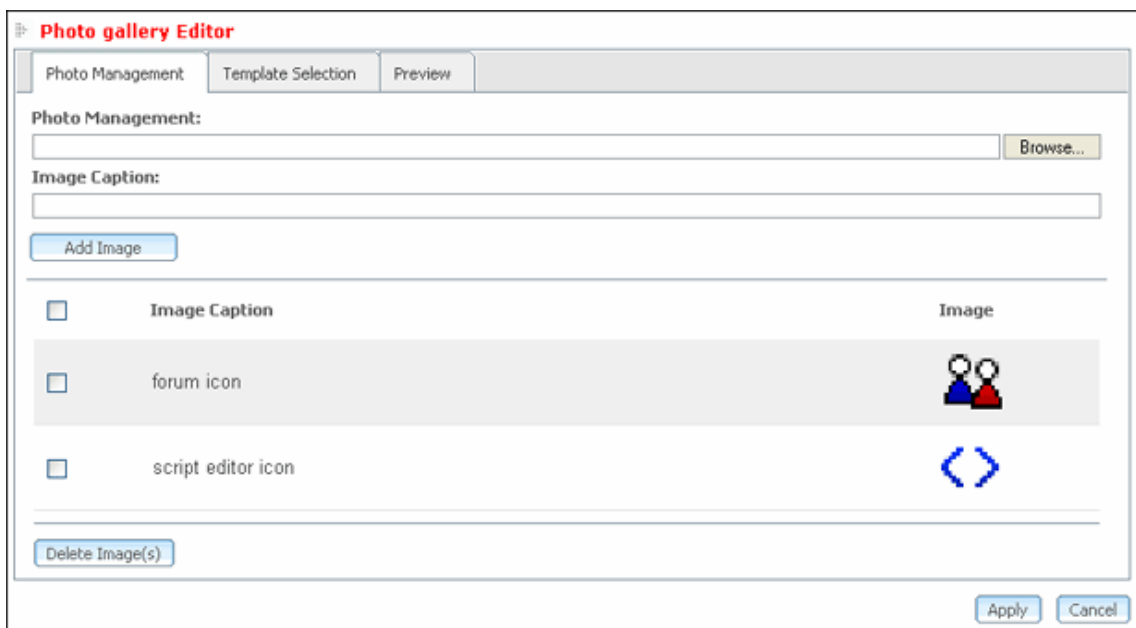 Photo gallery Editor
Photo Management Template Selection Preview
Photo Management:
Browse...
Image Caption:
Add Image
Image Caption Image
forum icon
script editor icon
Delete Image(s)
Apply Cancel